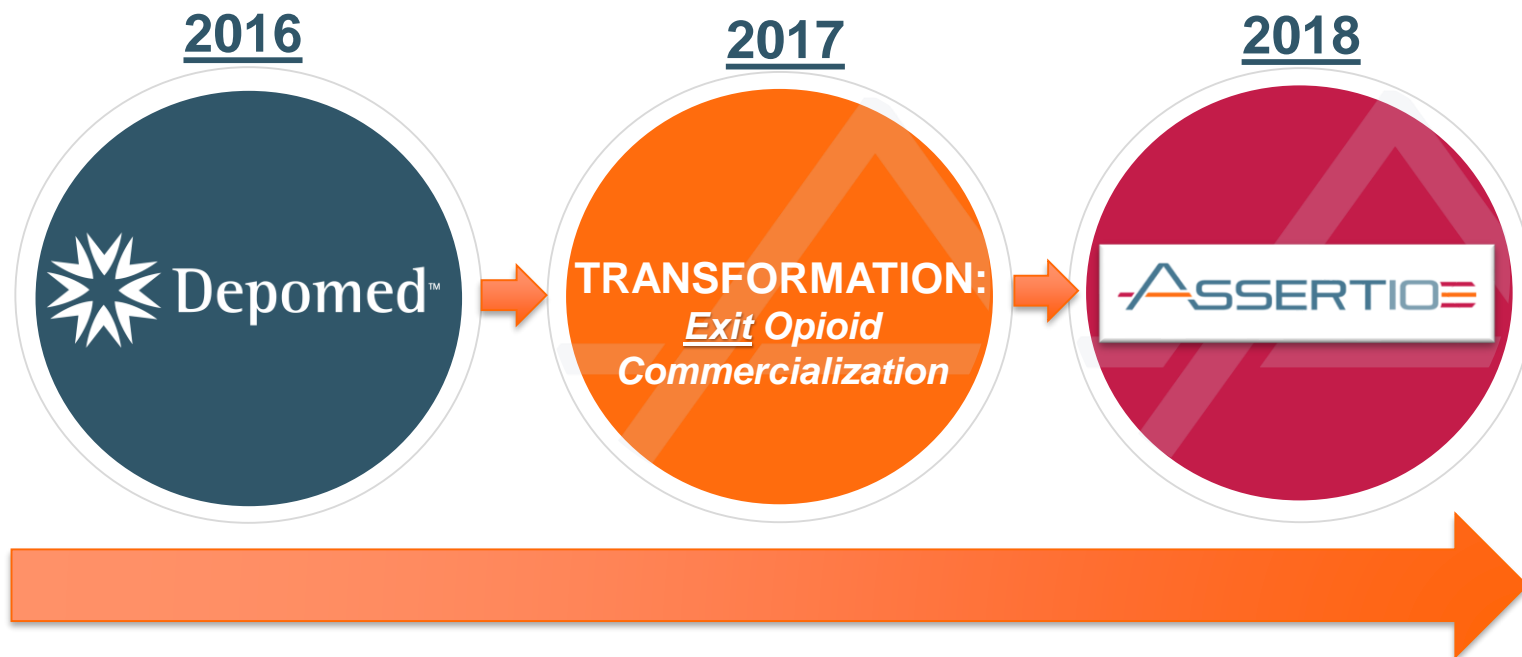 2016
2017
2018
Depomed™
TRANSFORMATION:
Exit Opioid
Commercialization
ASSERTIO